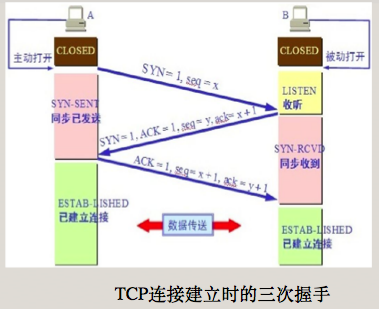 A
B
主动打开
CLOSED
CLOSED
被动打开
SYN=1, seq=x
SYN-SENT
同步已发送
LISTEN
收听
SYN=1, ACK=1, seq=y, ack=x+1
SYN-RCVD
同步收到
ACK=1, seq=x+1, ack=y+1
ESTAB-LISHED
已建立连接
数据传送
ESTAB-LISHED
已建立连接
TCP连接建立时的三次握手